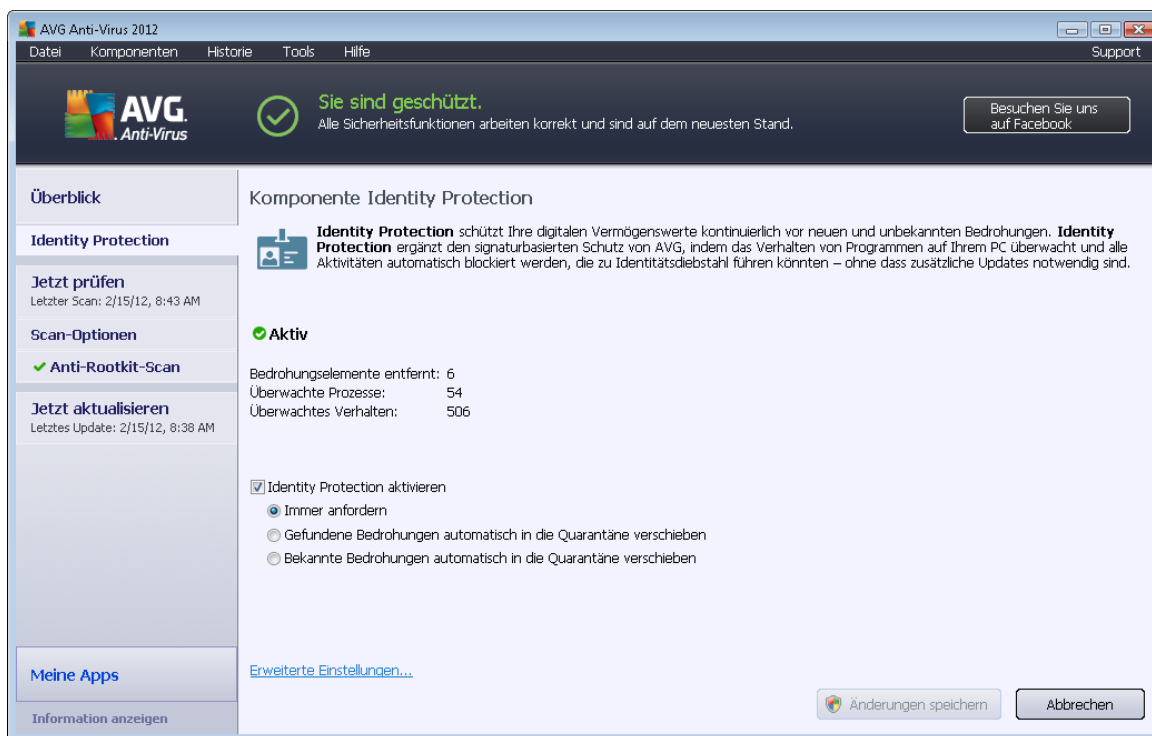 AVG Anti-Virus 2012
Datei Komponenten Historie Tools Hilfe Support
AVG.
Anti-Virus
Sie sind geschützt.
Alle Sicherheitsfunktionen arbeiten korrekt und sind auf dem neuesten Stand.
Besuchen Sie uns
auf Facebook
Überblick
Identity Protection
Jetzt prüfen
Letzter Scan: 2/15/12, 8:43 AM
Scan-Optionen
Anti-Rootkit-Scan
Jetzt aktualisieren
Letztes Update: 2/15/12, 8:38 AM
Meine Apps
Information anzeigen
Komponente Identity Protection
Identity Protection schützt Ihre digitalen Vermögenswerte kontinuierlich vor neuen und unbekannten Bedrohungen. Identity
Protection ergänzt den signaturbasierten Schutz von AVG, indem das Verhalten von Programmen auf Ihrem PC überwacht und alle
Aktivitäten automatisch blockiert werden, die zu Identitätsdiebstahl führen könnten – ohne dass zusätzliche Updates notwendig sind.
Aktiv
Bedrohungselemente entfernt: 6
Überwachte Prozesse: 54
Überwachtes Verhalten: 506
Identity Protection aktivieren
Immer anfordern
Gefundene Bedrohungen automatisch in die Quarantäne verschieben
Bekannte Bedrohungen automatisch in die Quarantäne verschieben
Erweiterte Einstellungen...
Änderungen speichern
Abbrechen